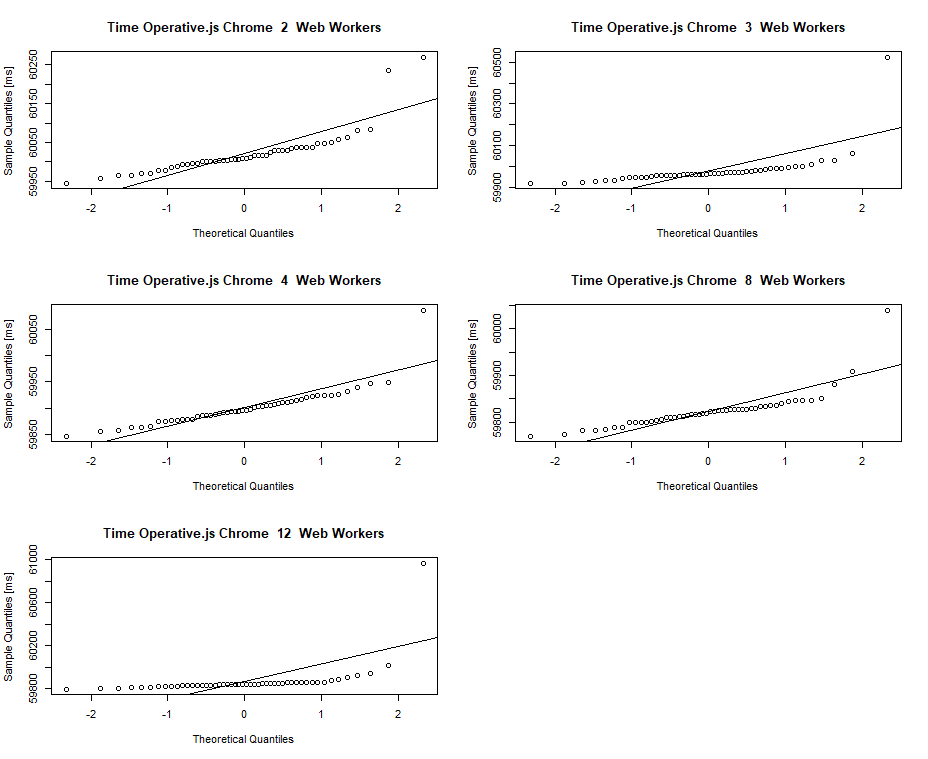 Time Operative.js Chrome 2 Web Workers
Sample Quantiles [ms]
59950 60050 60150 60250
-2 -1 0 1 2
Theoretical Quantiles
Time Operative.js Chrome 3 Web Workers
Sample Quantiles [ms]
59900 60100 60300 60500
-2 -1 0 1 2
Theoretical Quantiles
Time Operative.js Chrome 4 Web Workers
Sample Quantiles [ms]
59850 59950 60050
-2 -1 0 1 2
Theoretical Quantiles
Time Operative.js Chrome 8 Web Workers
Sample Quantiles [ms]
59800 59900 60000
-2 -1 0 1 2
Theoretical Quantiles
Time Operative.js Chrome 12 Web Workers
Sample Quantiles [ms]
59800 60200 60600 61000
-2 -1 0 1 2
Theoretical Quantiles